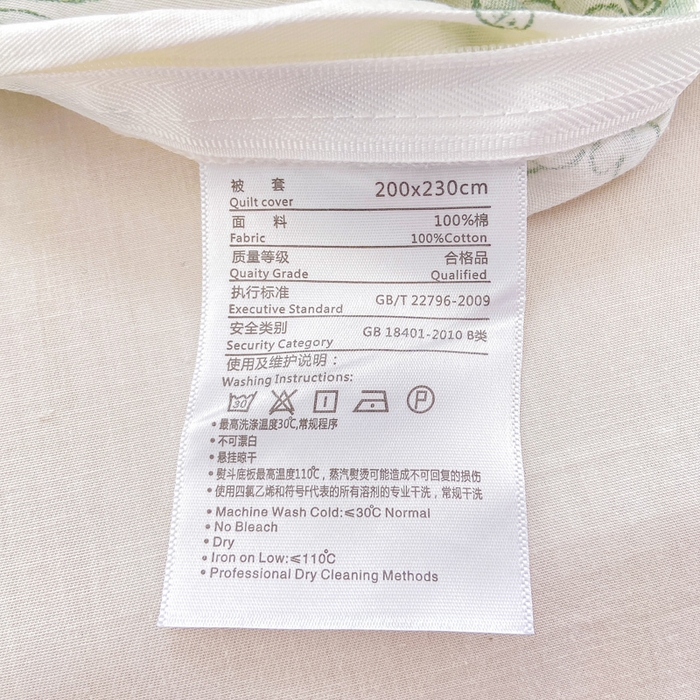 被 套 200x230cm
Quilt cover
面 料 100%棉
Fabric 100%Cotton
质量等级 合格品
Quaity Grade Qualified
执行标准 GB/T 22796-2009
Executive Standard
安全类别 GB 18401-2010 B类
Security Category
使用及维护说明：
Washing Instructions:
30 P
•最高洗涤温度30℃,常规程序
•不可漂白
•悬挂晾干
•熨斗底板最高温度110℃，蒸汽熨烫可能造成不可回复的损伤
•使用四氯乙烯和符号F代表的所有溶剂的专业干洗，常规干洗
•Machine Wash Cold:≤30℃ Normal
•No Bleach
•Dry
•Iron on Low:≤110℃
•Professional Dry Cleaning Methods